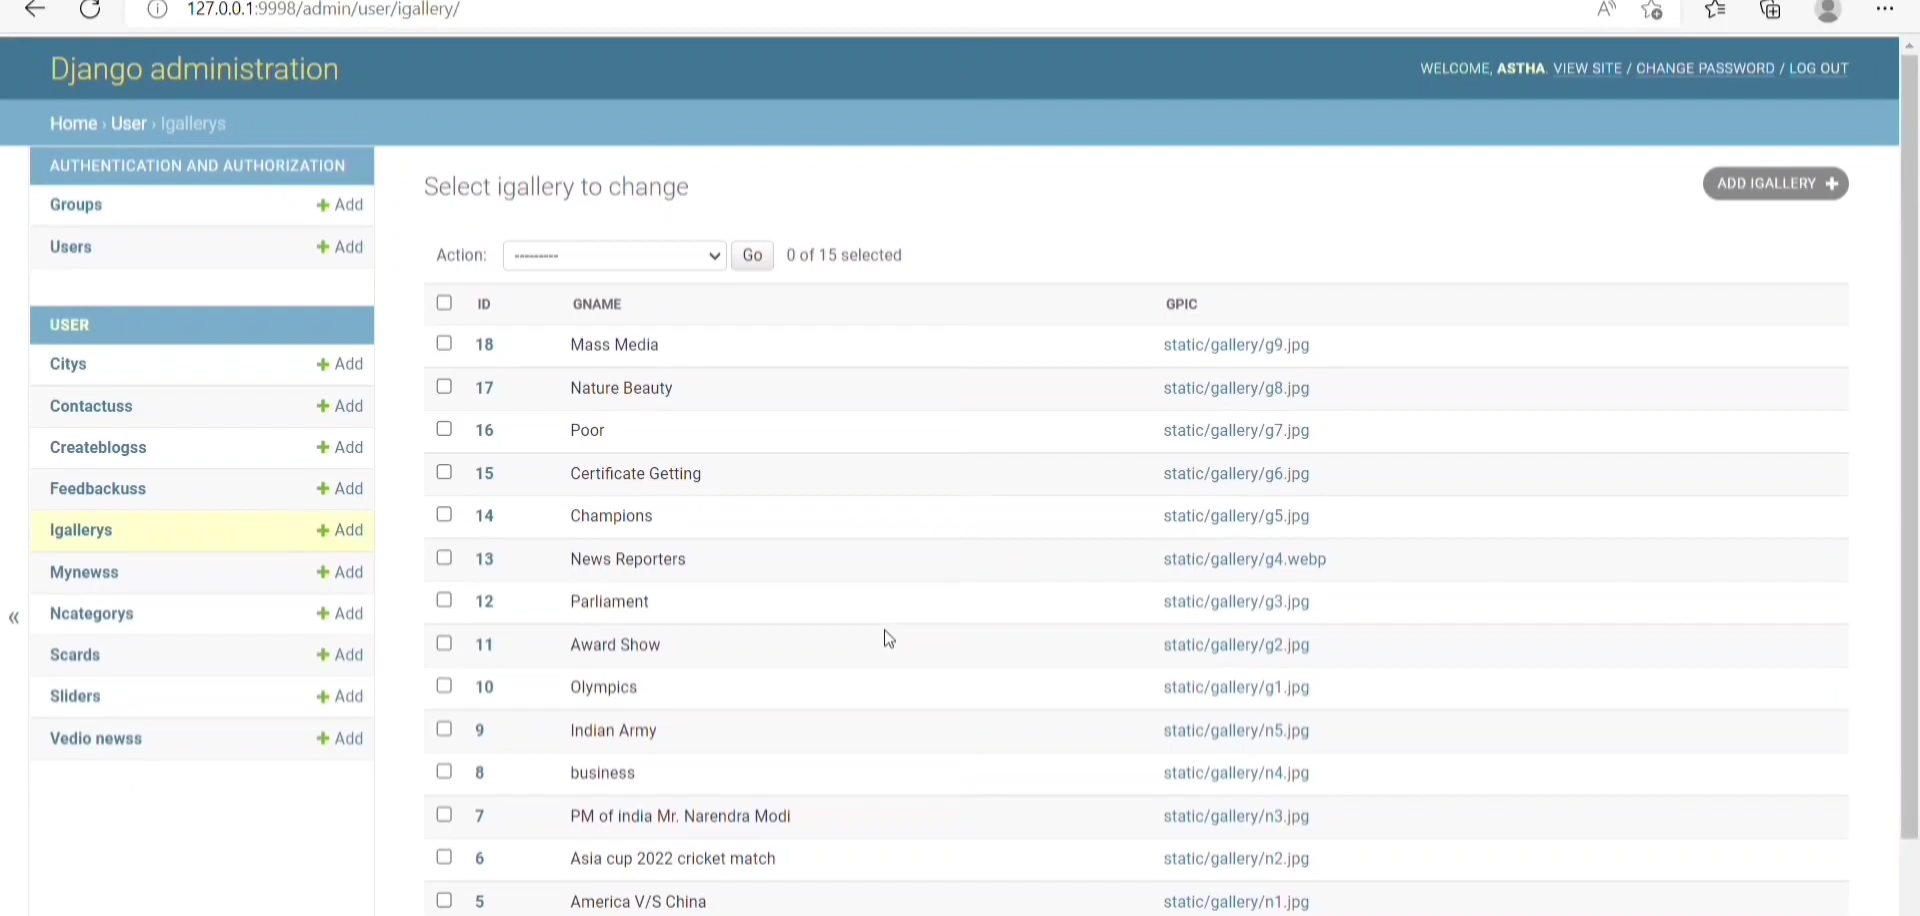 127.0.0.1:9998/admin/user/igallery/
Django administration
WELCOME, ASTHA. VIEW SITE / CHANGE PASSWORD / LOG OUT
Home › User › Igallerys
AUTHENTICATION AND AUTHORIZATION
Groups + Add
Users + Add
USER
Citys + Add
Contactuss + Add
Createblogss + Add
Feedbackuss + Add
Igallerys + Add
Mynewss + Add
Ncategorys + Add
Scards + Add
Sliders + Add
Vedio newss + Add
«
Select igallery to change
ADD IGALLERY +
Action: --------- Go 0 of 15 selected
ID GNAME GPIC
18 Mass Media static/gallery/g9.jpg
17 Nature Beauty static/gallery/g8.jpg
16 Poor static/gallery/g7.jpg
15 Certificate Getting static/gallery/g6.jpg
14 Champions static/gallery/g5.jpg
13 News Reporters static/gallery/g4.webp
12 Parliament static/gallery/g3.jpg
11 Award Show static/gallery/g2.jpg
10 Olympics static/gallery/g1.jpg
9 Indian Army static/gallery/n5.jpg
8 business static/gallery/n4.jpg
7 PM of india Mr. Narendra Modi static/gallery/n3.jpg
6 Asia cup 2022 cricket match static/gallery/n2.jpg
5 America V/S China static/gallery/n1.jpg